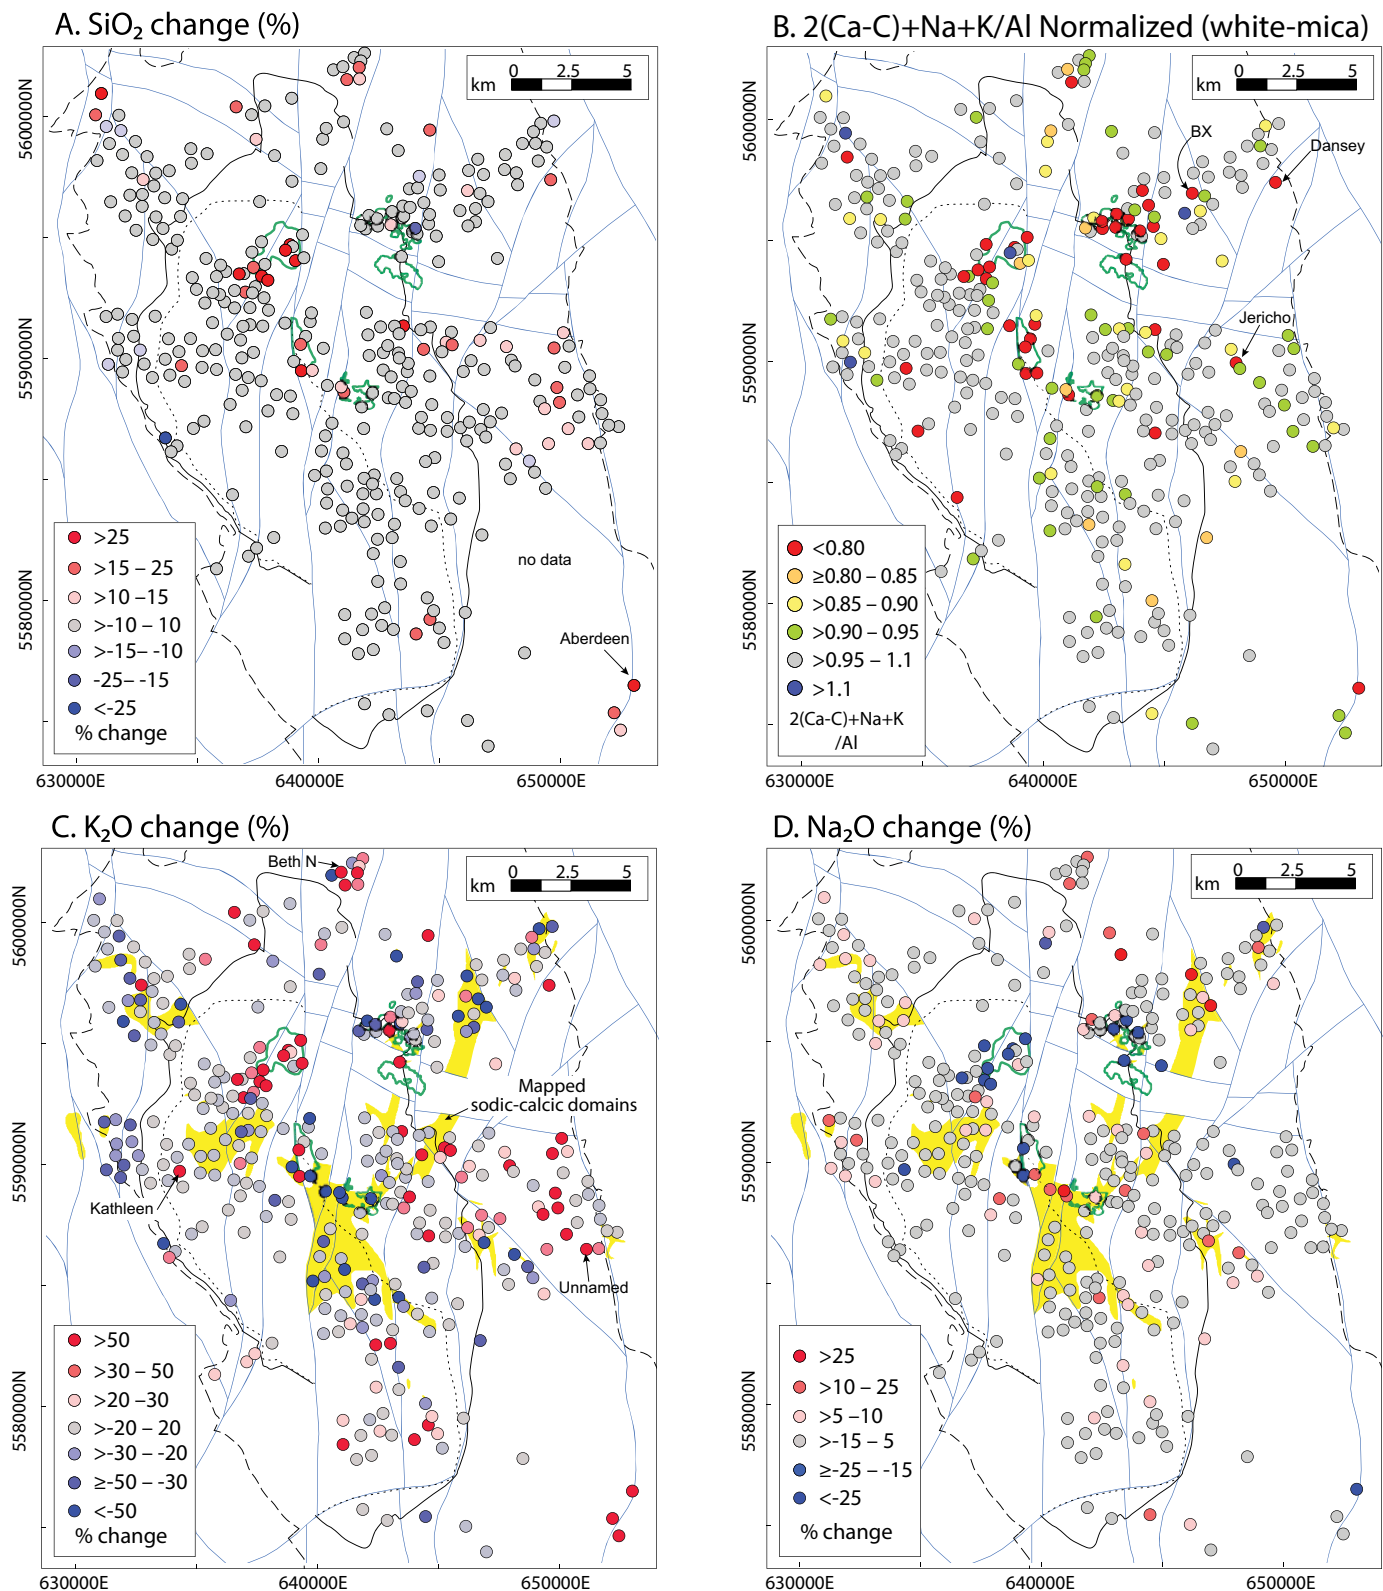 A. SiO₂ change (%)
km 0 2.5 5
5600000N
5590000N
5580000N
no data
Aberdeen
>25
>15 – 25
>10 –15
>-10 – 10
>-15– -10
-25– -15
<-25
% change
630000E 640000E 650000E
B. 2(Ca-C)+Na+K/Al Normalized (white-mica)
km 0 2.5 5
5600000N
5590000N
5580000N
BX
Dansey
Jericho
<0.80
≥0.80 – 0.85
>0.85 – 0.90
>0.90 – 0.95
>0.95 – 1.1
>1.1
2(Ca-C)+Na+K
/Al
630000E 640000E 650000E
C. K₂O change (%)
Beth N
km 0 2.5 5
5600000N
5590000N
5580000N
Mapped
sodic-calcic domains
Kathleen
Unnamed
>50
>30 – 50
>20 –30
>-20 – 20
>-30 – -20
≥-50 – -30
<-50
% change
630000E 640000E 650000E
D. Na₂O change (%)
km 0 2.5 5
5600000N
5590000N
5580000N
>25
>10 – 25
>5 –10
>-15 – 5
≥-25 – -15
<-25
% change
630000E 640000E 650000E